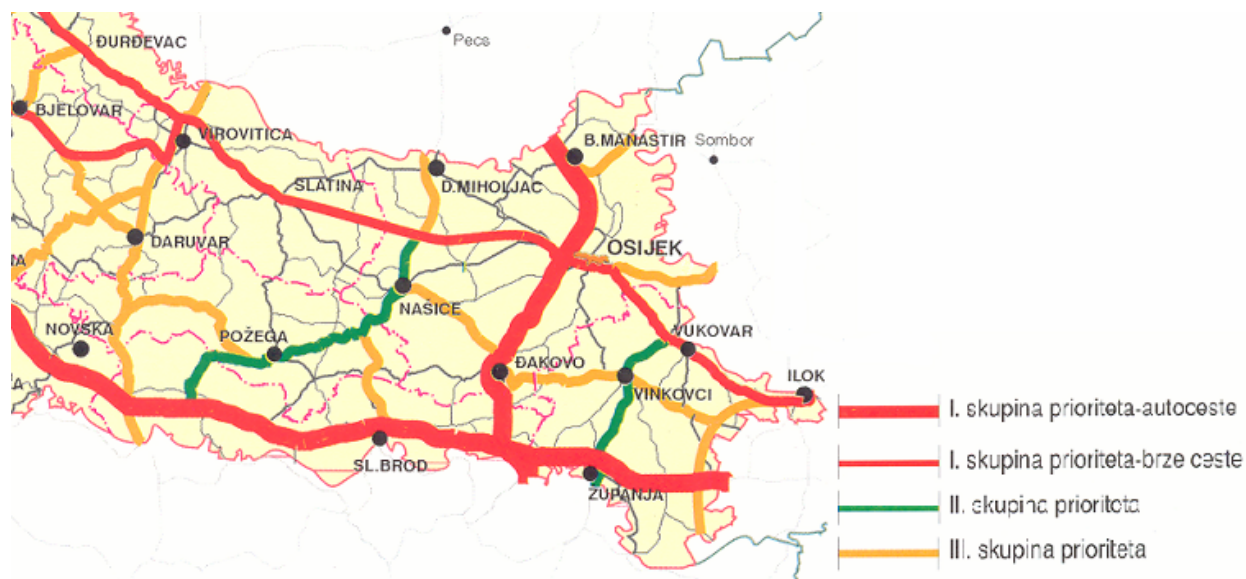 ĐURĐEVAC
Pecs
BJELOVAR
VIROVITICA
B.MANASTIR
Sombor
SLATINA
D.MIHOLJAC
DARUVAR
OSIJEK
NAŠICE
NOVSKA
POŽEGA
VUKOVAR
ĐAKOVO
VINKOVCI
ILOK
SL.BROD
ŽUPANJA
I. skupina prioriteta-autoceste
I. skupina prioriteta-brze ceste
II. skupina prioriteta
III. skupina prioriteta